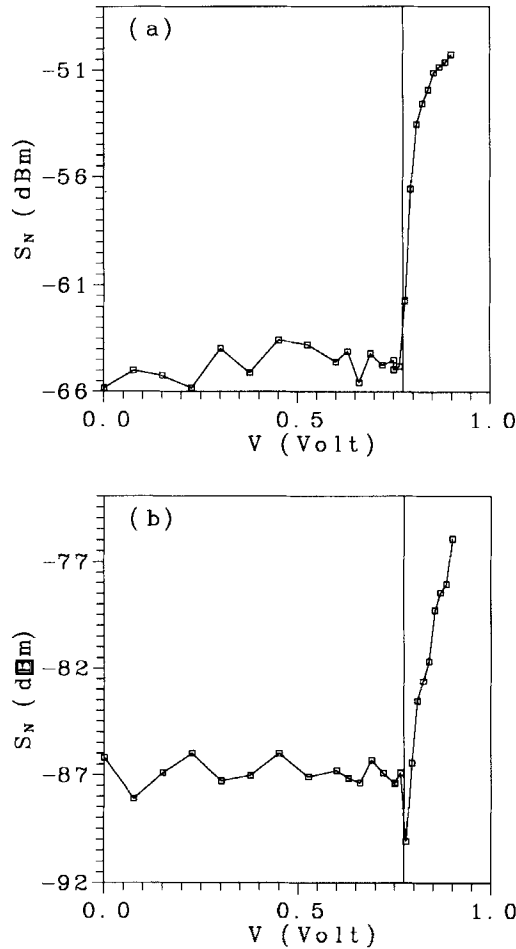 (a)
-51
-56
-61
-66
S_N (dBm)
0.0 0.5 1.0
V (Volt)
(b)
-77
-82
-87
-92
S_N (dBm)
0.0 0.5 1.0
V (Volt)